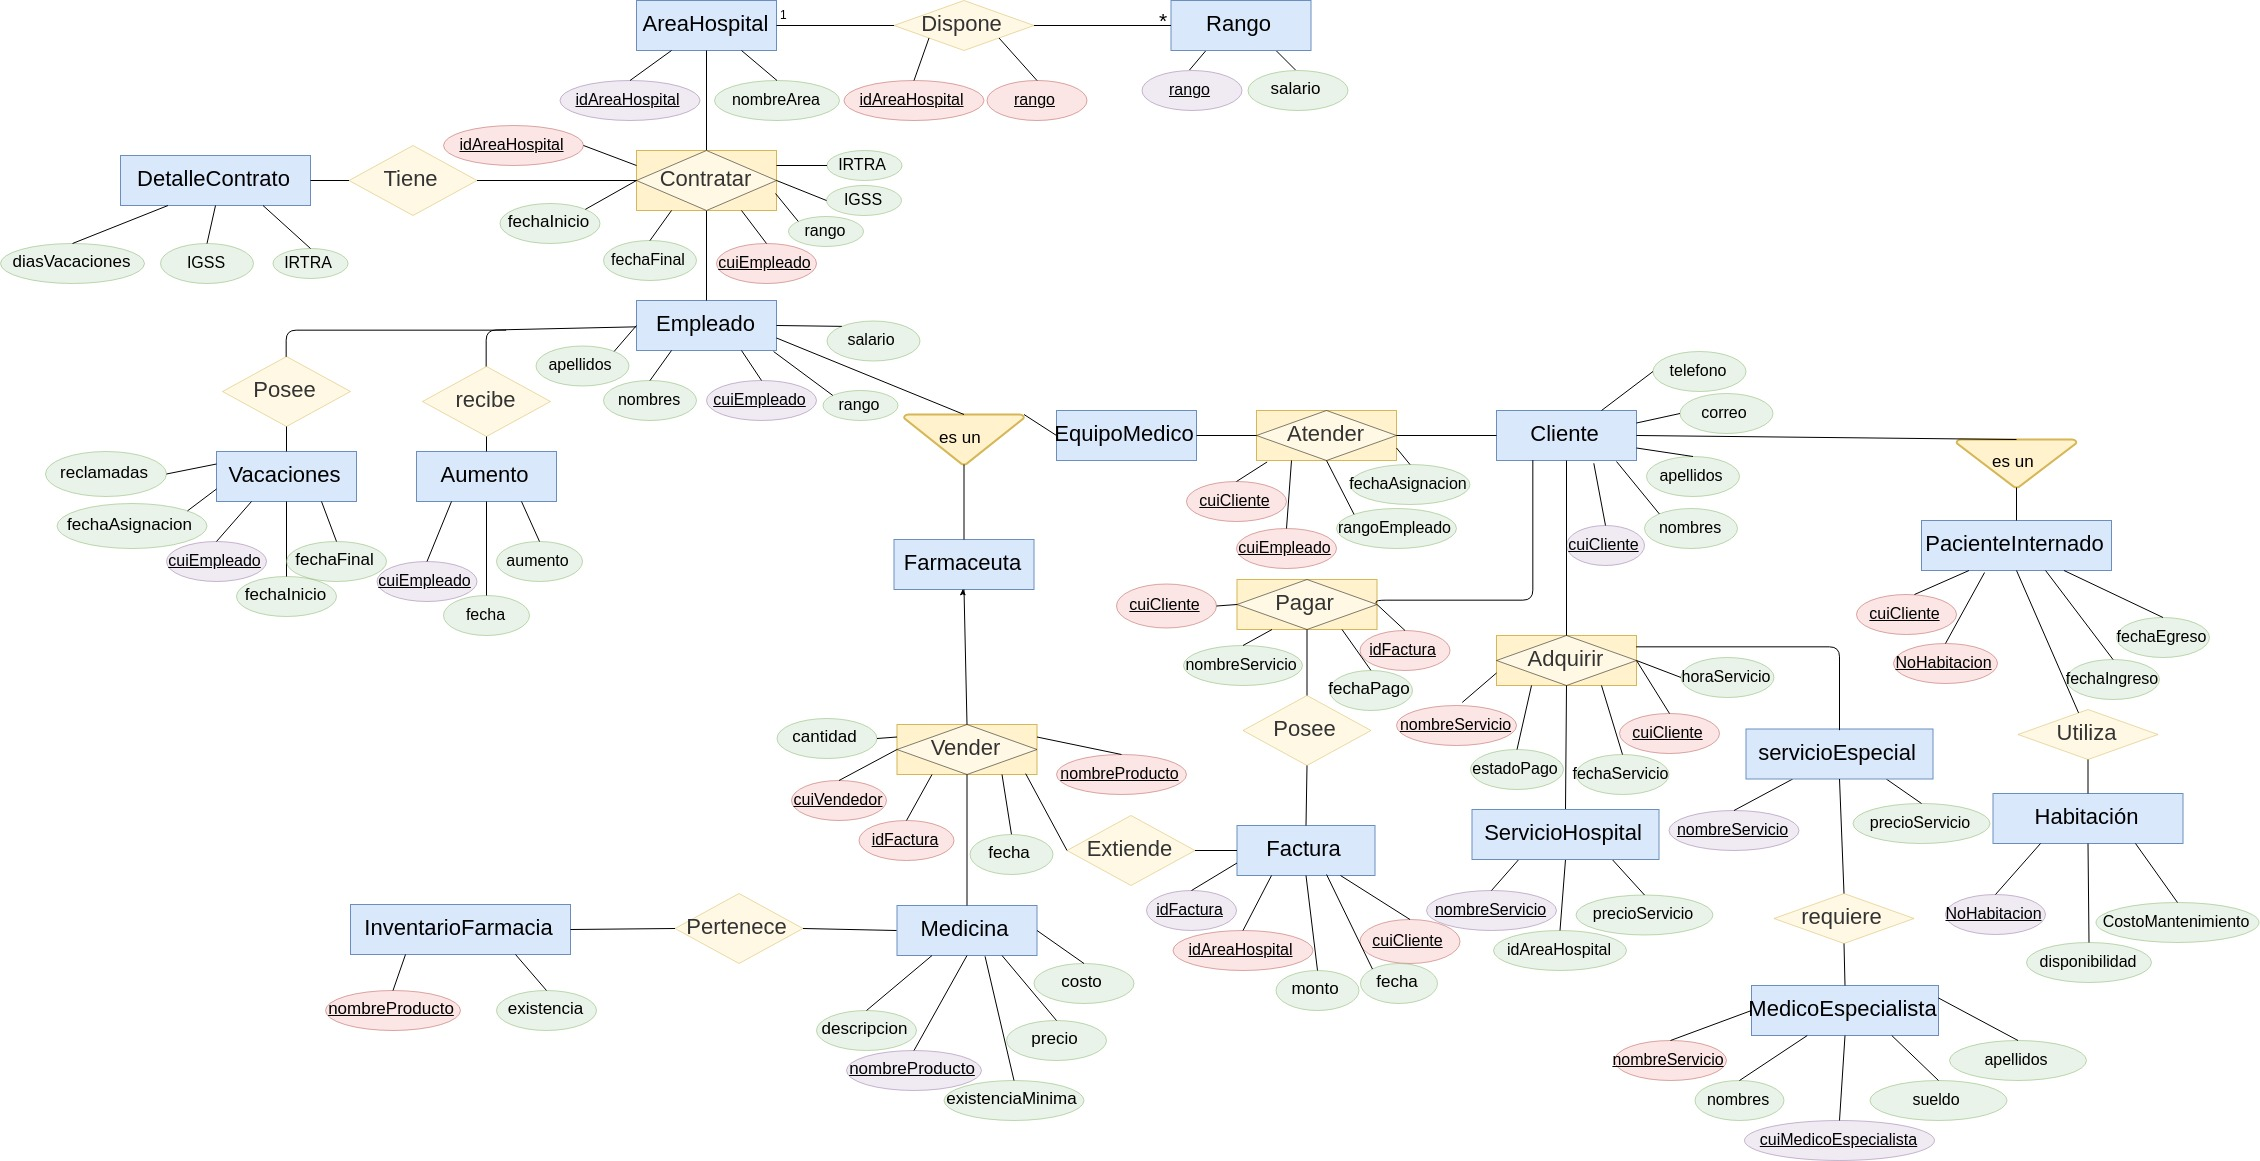 AreaHospital
1
Dispone
*
Rango
idAreaHospital
nombreArea
idAreaHospital
rango
rango
salario
idAreaHospital
DetalleContrato
Tiene
Contratar
IRTRA
IGSS
rango
fechaInicio
fechaFinal
cuiEmpleado
diasVacaciones
IGSS
IRTRA
Empleado
salario
apellidos
nombres
cuiEmpleado
rango
Posee
recibe
es un
EquipoMedico
Atender
Cliente
telefono
correo
apellidos
nombres
cuiCliente
es un
reclamadas
Vacaciones
Aumento
fechaAsignacion
cuiEmpleado
fechaFinal
fechaInicio
cuiEmpleado
aumento
fecha
cuiCliente
fechaAsignacion
rangoEmpleado
cuiEmpleado
PacienteInternado
Farmaceuta
cuiCliente
Pagar
idFactura
nombreServicio
fechaPago
Adquirir
horaServicio
cuiCliente
NoHabitacion
fechaEgreso
fechaIngreso
nombreServicio
cuiCliente
estadoPago
fechaServicio
Posee
Utiliza
cantidad
Vender
nombreProducto
cuiVendedor
idFactura
fecha
servicioEspecial
nombreServicio
precioServicio
Habitación
Extiende
Factura
ServicioHospital
idFactura
idAreaHospital
cuiCliente
monto
fecha
nombreServicio
precioServicio
idAreaHospital
requiere
NoHabitacion
CostoMantenimiento
disponibilidad
InventarioFarmacia
Pertenece
Medicina
nombreProducto
existencia
costo
descripcion
precio
nombreProducto
existenciaMinima
MedicoEspecialista
nombreServicio
apellidos
nombres
sueldo
cuiMedicoEspecialista